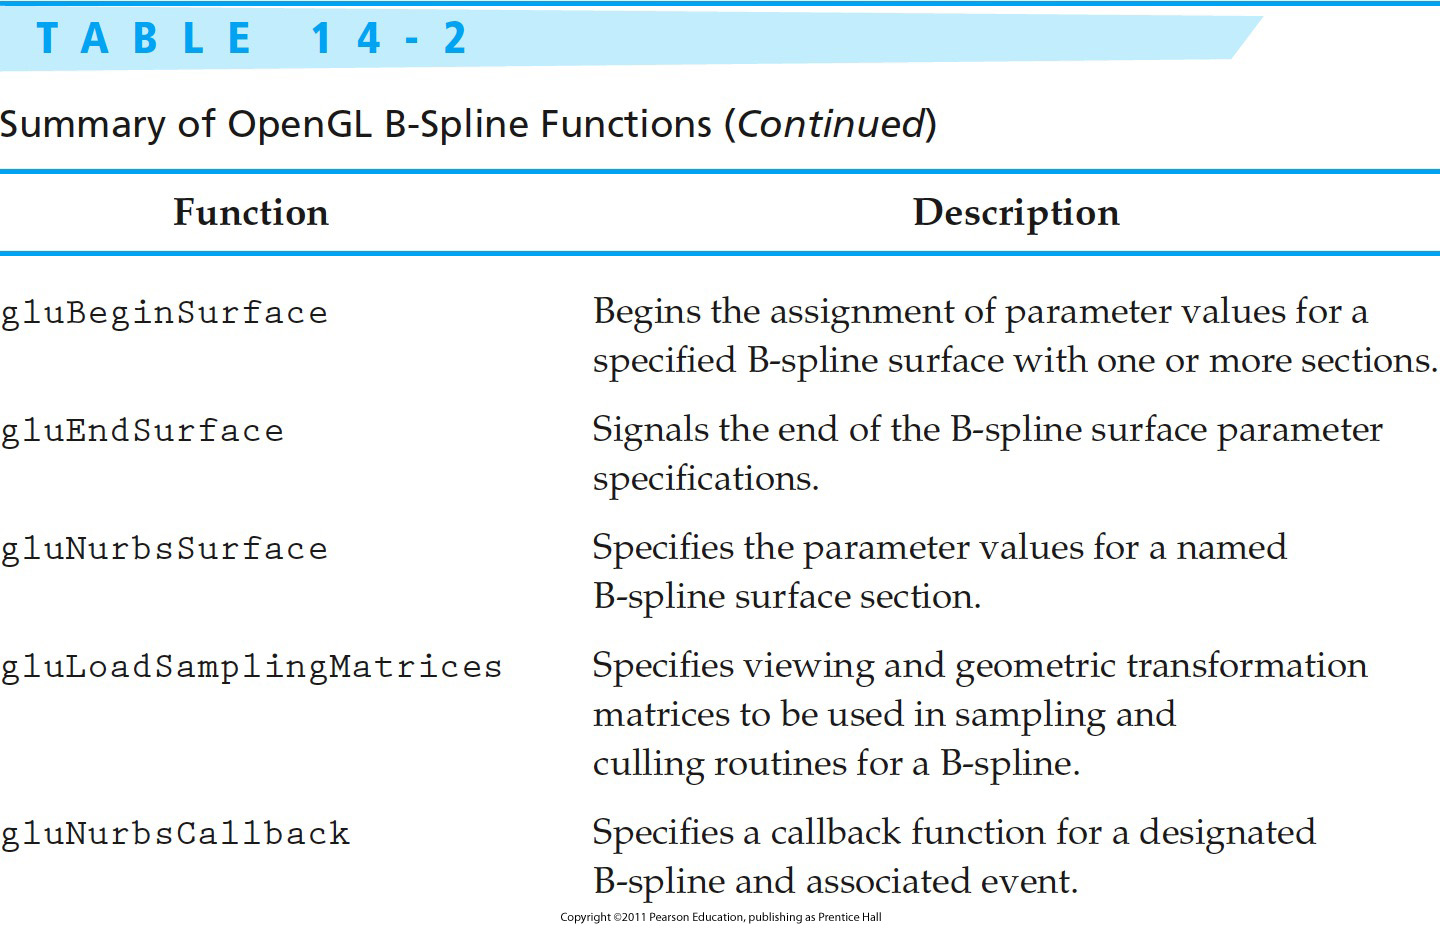 TABLE 14-2
Summary of OpenGL B-Spline Functions (Continued)
Function Description
gluBeginSurface Begins the assignment of parameter values for a
specified B-spline surface with one or more sections.
gluEndSurface Signals the end of the B-spline surface parameter
specifications.
gluNurbsSurface Specifies the parameter values for a named
B-spline surface section.
gluLoadSamplingMatrices Specifies viewing and geometric transformation
matrices to be used in sampling and
culling routines for a B-spline.
gluNurbsCallback Specifies a callback function for a designated
B-spline and associated event.
Copyright ©2011 Pearson Education, publishing as Prentice Hall